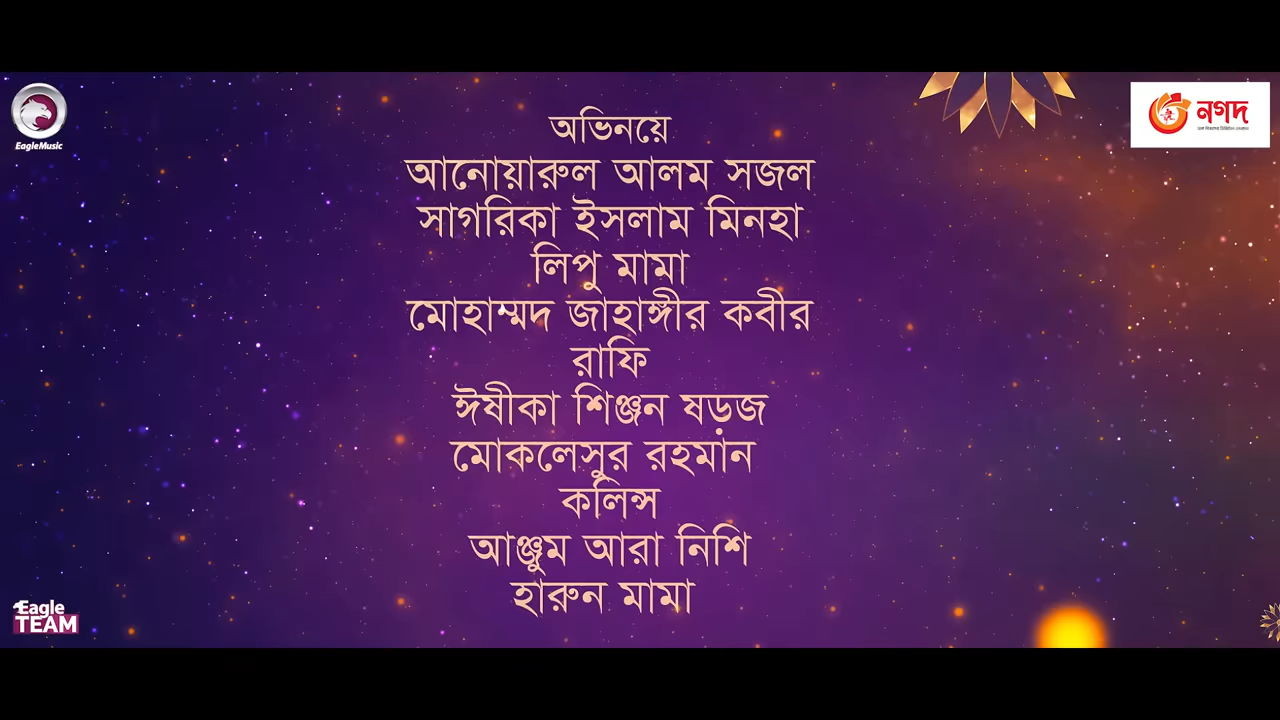 EagleMusic
নগদ
অভিনয়ে
আনোয়ারুল আলম সজল
সাগরিকা ইসলাম মিনহা
লিপু মামা
মোহাম্মদ জাহাঙ্গীর কবীর
রাফি
ঈষীকা শিঞ্জন ষড়জ
মোকলেসুর রহমান
কলিন্স
আঞ্জুম আরা নিশি
হারুন মামা
Eagle
TEAM